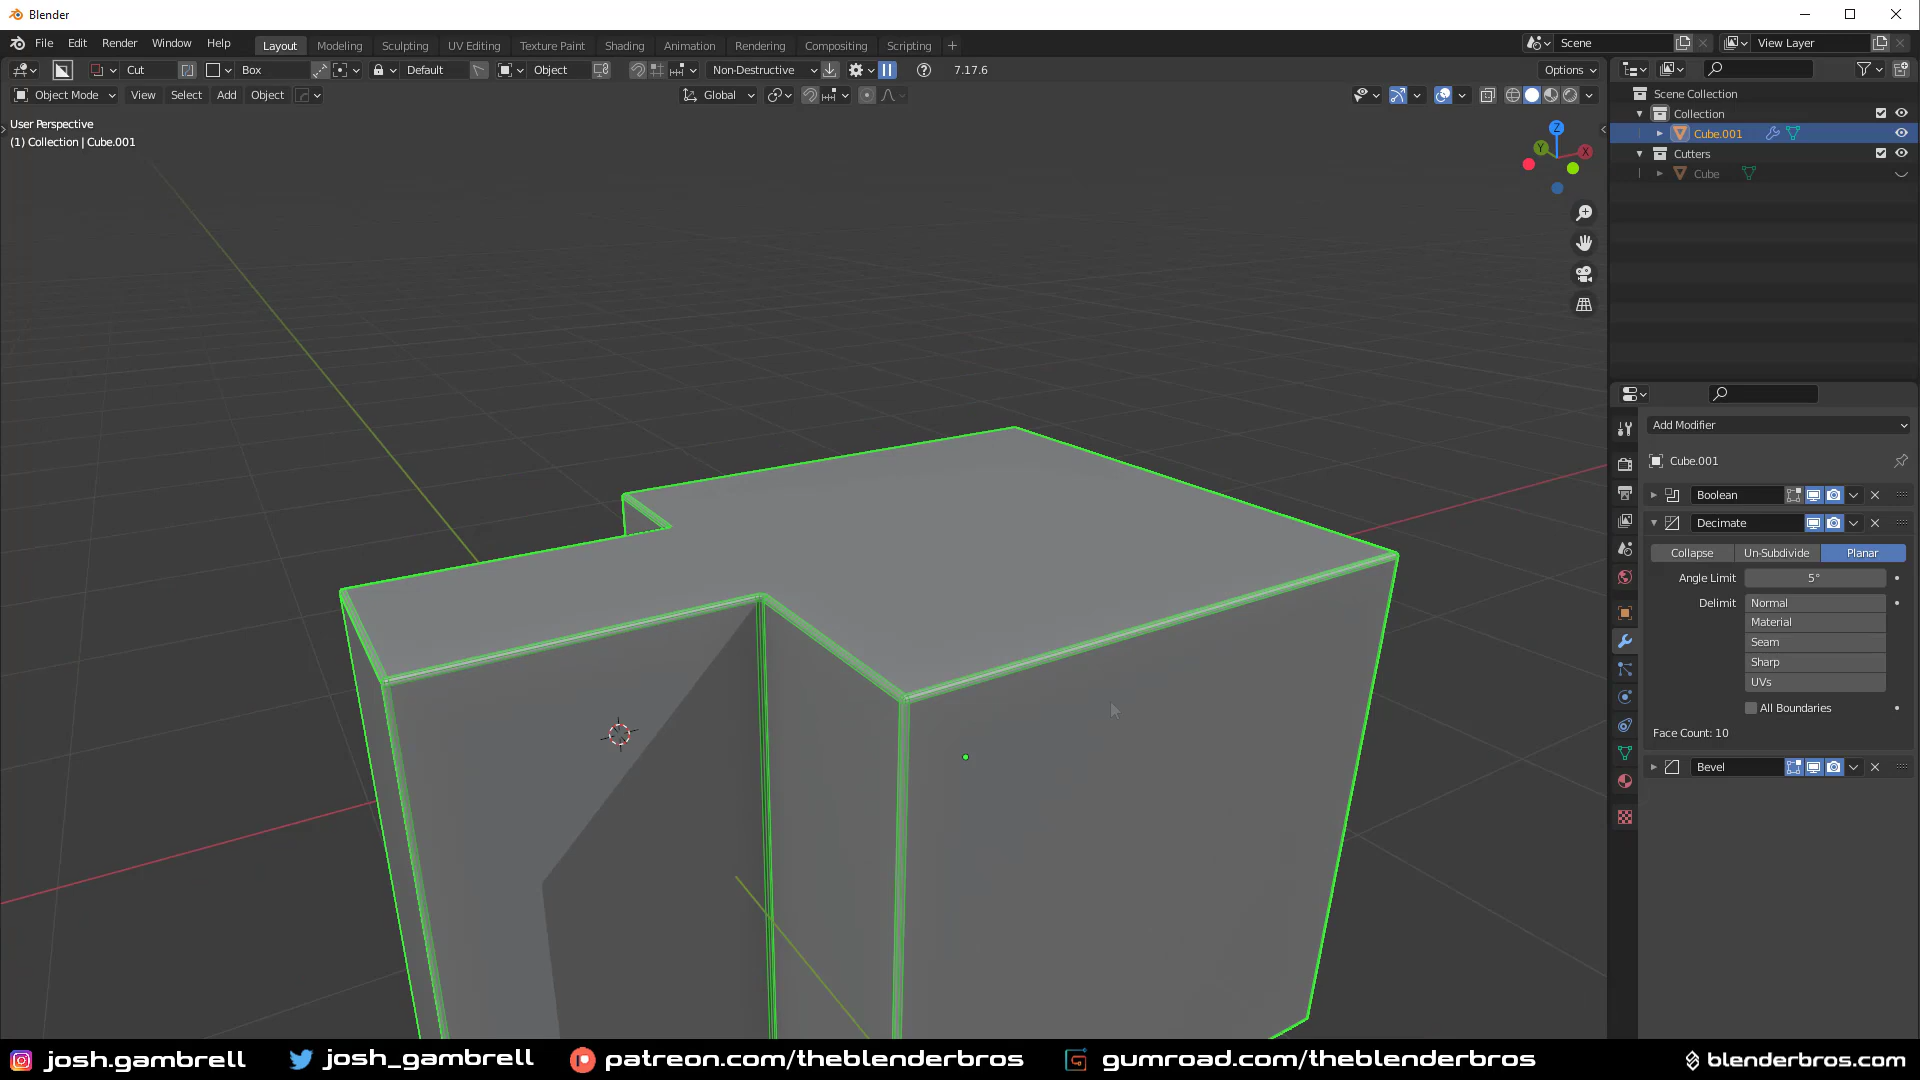 Blender
File Edit Render Window Help Layout Modeling Sculpting UV Editing Texture Paint Shading Animation Rendering Compositing Scripting + Scene View Layer
Cut Box Default Object Non-Destructive 7.17.6 Options
Object Mode View Select Add Object Global
User Perspective
(1) Collection | Cube.001
Z
Y
X
Scene Collection
Collection
Cube.001
Cutters
Cube
Add Modifier
Cube.001
Boolean
Decimate
Collapse Un-Subdivide Planar
Angle Limit 5°
Delimit Normal
Material
Seam
Sharp
UVs
All Boundaries
Face Count: 10
Bevel
josh.gambrell josh_gambrell patreon.com/theblenderbros gumroad.com/theblenderbros blenderbros.com